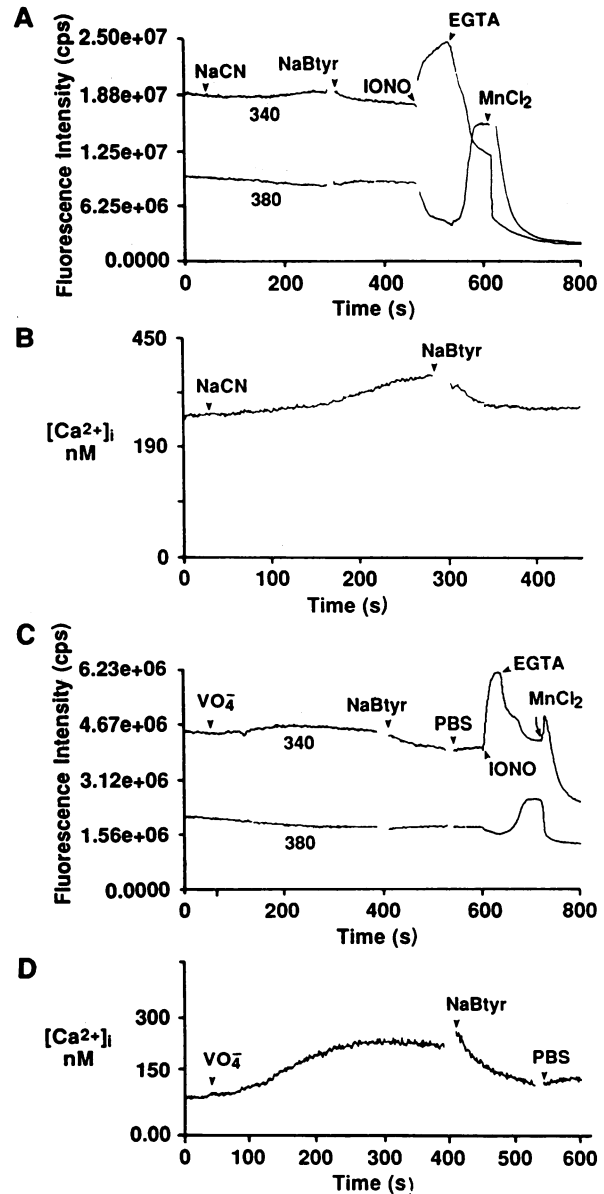 A
Fluorescence Intensity (cps)
2.50e+07
1.88e+07
1.25e+07
6.25e+06
0.0000
NaCN
NaBtyr
IONO
EGTA
MnCl2
340
380
0 200 400 600 800
Time (s)
B
[Ca2+]i
nM
450
190
0
NaCN
NaBtyr
0 100 200 300 400
Time (s)
C
Fluorescence Intensity (cps)
6.23e+06
4.67e+06
3.12e+06
1.56e+06
0.0000
VO4-
NaBtyr
PBS
EGTA
MnCl2
IONO
340
380
0 200 400 600 800
Time (s)
D
[Ca2+]i
nM
300
150
0.00
VO4-
NaBtyr
PBS
0 100 200 300 400 500 600
Time (s)